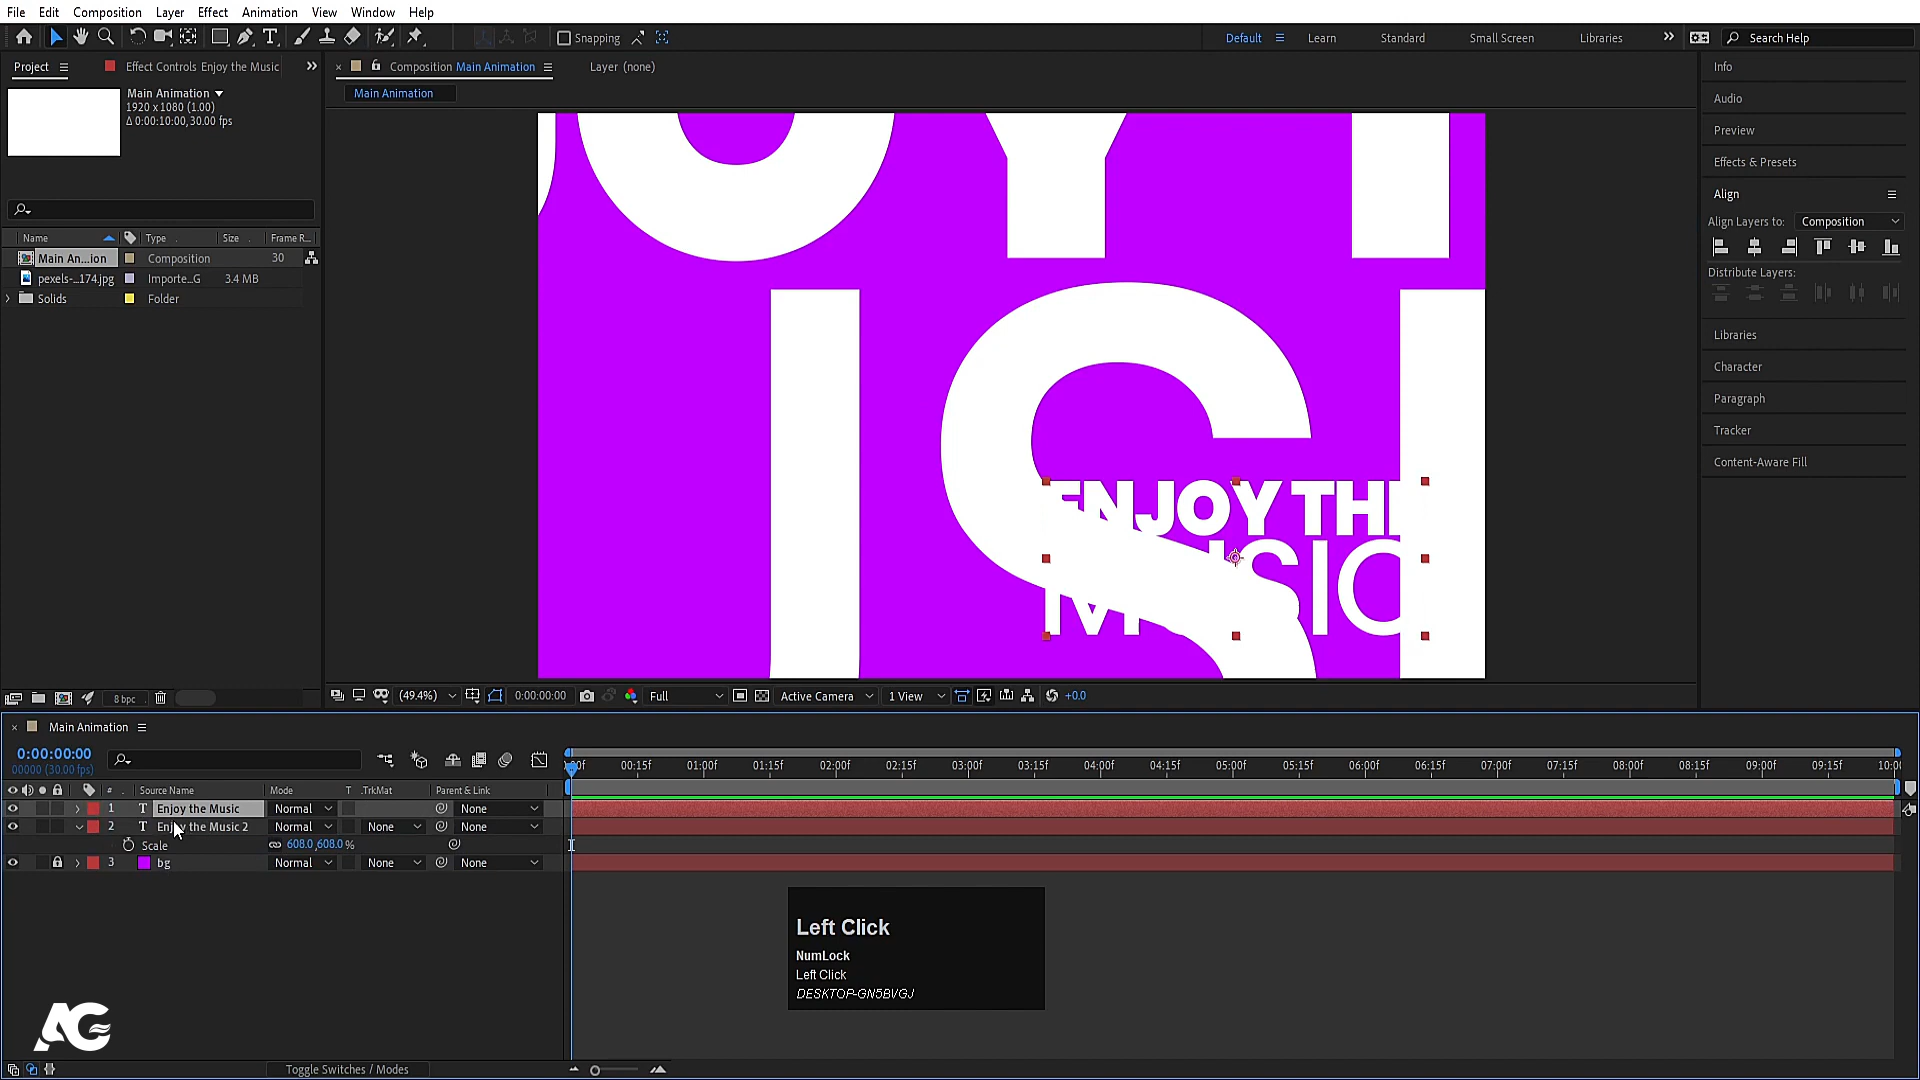 File Edit Composition Layer Effect Animation View Window Help
Snapping Default Learn Standard Small Screen Libraries Search Help
Project Effect Controls Enjoy the Music
Composition Main Animation Layer (none)
Main Animation
Main Animation
1920 x 1080 (1.00)
Δ 0:00:10:00, 30.00 fps
Name Type Size Frame R...
Main An...ion Composition 30
pexels-...174.jpg Importe...G 3.4 MB
Solids Folder
8 bpc
ENJOY THE
MUSIC
(49.4%) 0:00:00:00 Full Active Camera 1 View +0.0
Info
Audio
Preview
Effects & Presets
Align
Align Layers to: Composition
Distribute Layers:
Libraries
Character
Paragraph
Tracker
Content-Aware Fill
Main Animation
0:00:00:00
00000 (30.00 fps)
00:15f 01:00f 01:15f 02:00f 02:15f 03:00f 03:15f 04:00f 04:15f 05:00f 05:15f 06:00f 06:15f 07:00f 07:15f 08:00f 08:15f 09:00f 09:15f 10:00
# Source Name Mode T .TrkMat Parent & Link
1 T Enjoy the Music Normal None
2 T Enjoy the Music 2 Normal None None
Scale 608.0,608.0 %
3 bg Normal None None
Left Click
NumLock
Left Click
DESKTOP-GN5BVGJ
AG
Toggle Switches / Modes